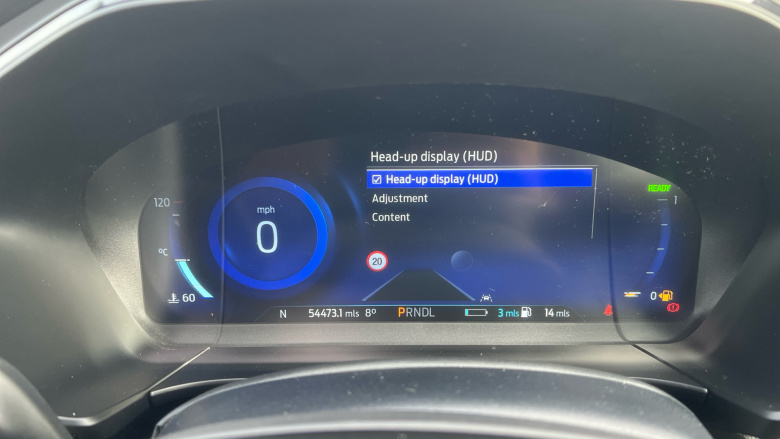 Head-up display (HUD)
Head-up display (HUD)
Adjustment
Content
READY
120
1
mph
0
°C
20
60
0
N 54473.1 mls 8° PRNDL 3 mls 14 mls